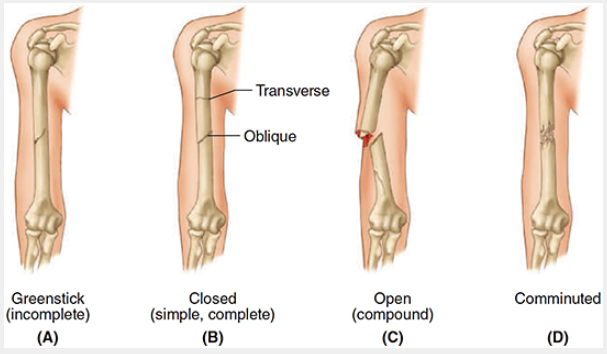 Transverse
Oblique
Greenstick
(incomplete)
(A)
Closed
(simple, complete)
(B)
Open
(compound)
(C)
Comminuted
(D)